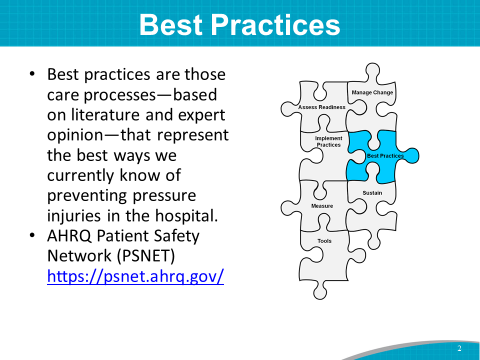 Best Practices
• Best practices are those
care processes—based
on literature and expert
opinion—that represent
the best ways we
currently know of
preventing pressure
injuries in the hospital.
• AHRQ Patient Safety
Network (PSNET)
https://psnet.ahrq.gov/
Manage Change
Assess Readiness
Implement
Practices
Best Practices
Sustain
Measure
Tools
2